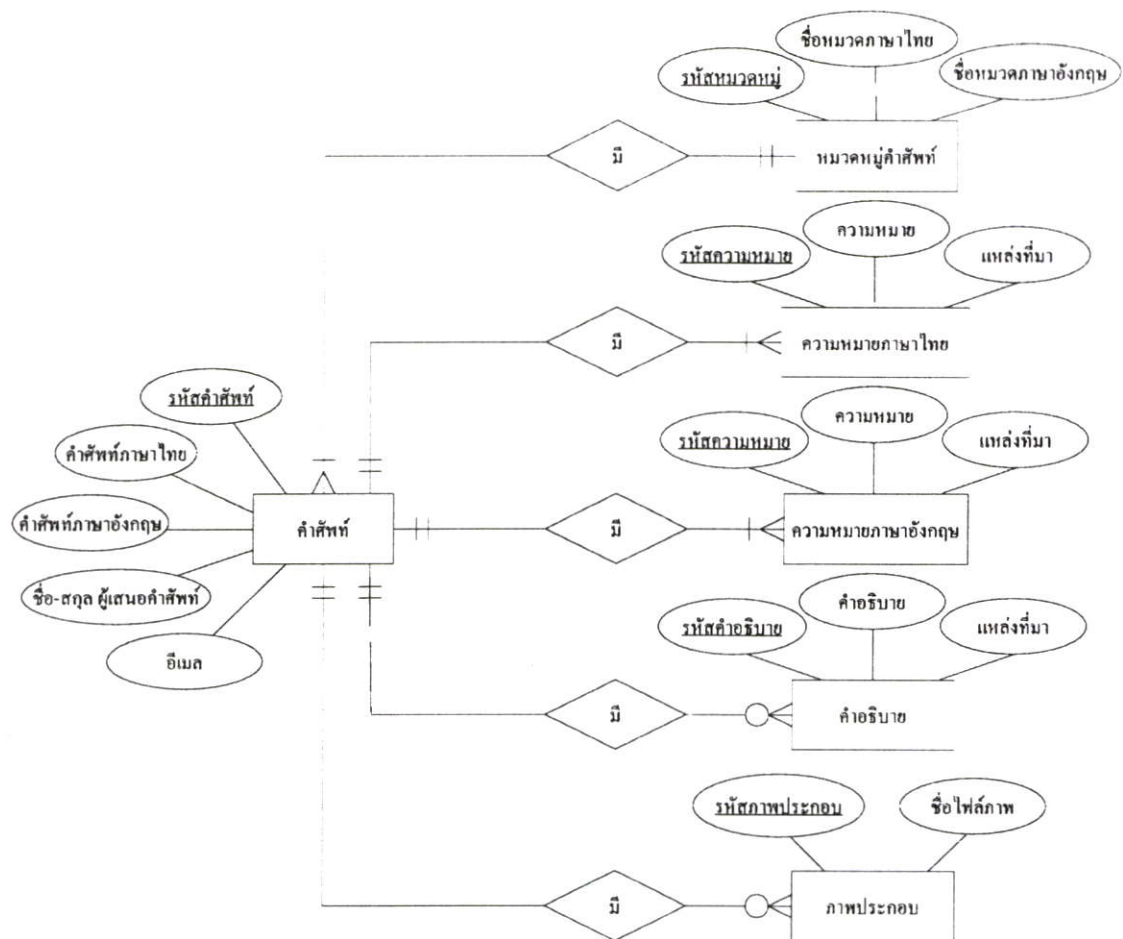 ชื่อหมวดภาษาไทย
รหัสหมวดหมู่
ชื่อหมวดภาษาอังกฤษ
มี
หมวดหมู่คำศัพท์
ความหมาย
รหัสความหมาย
แหล่งที่มา
มี
ความหมายภาษาไทย
รหัสคำศัพท์
ความหมาย
รหัสความหมาย
แหล่งที่มา
คำศัพท์ภาษาไทย
คำศัพท์ภาษาอังกฤษ
คำศัพท์
มี
ความหมายภาษาอังกฤษ
ชื่อ-สกุล ผู้เสนอคำศัพท์
คำอธิบาย
รหัสคำอธิบาย
แหล่งที่มา
อีเมล
มี
คำอธิบาย
รหัสภาพประกอบ
ชื่อไฟล์ภาพ
มี
ภาพประกอบ